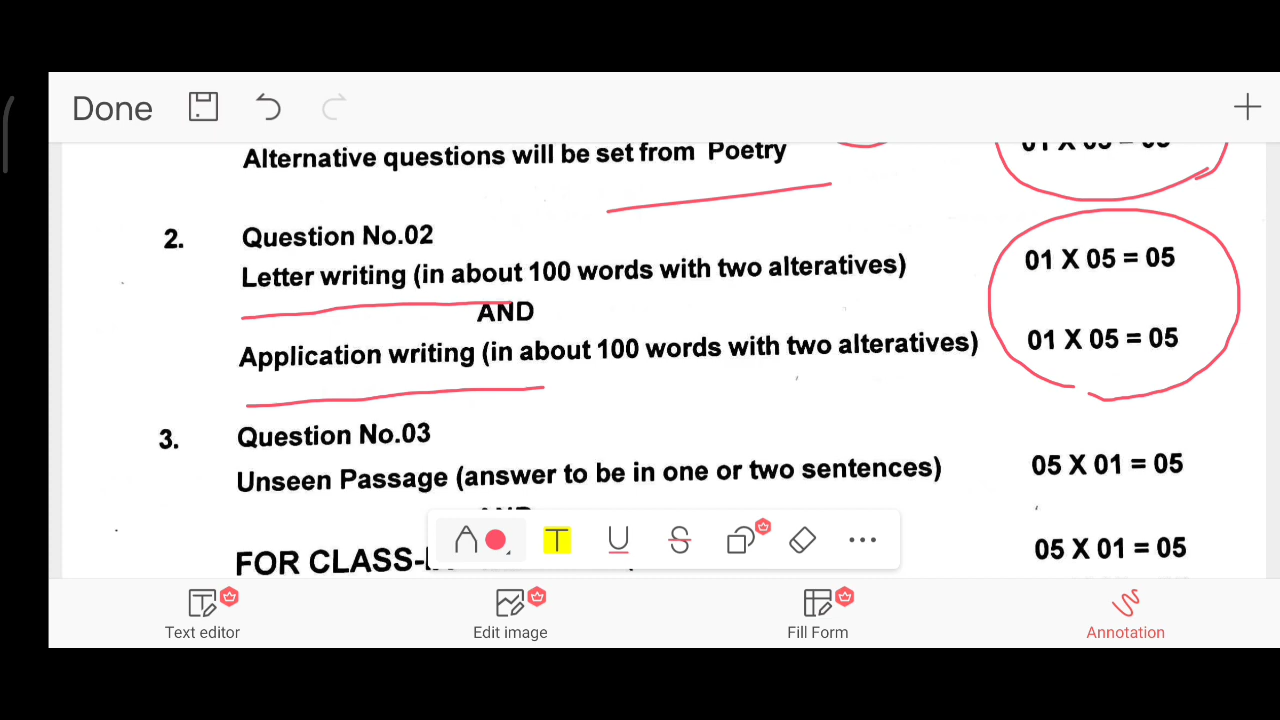 Done
Alternative questions will be set from Poetry
2. Question No.02
Letter writing (in about 100 words with two alteratives) 01 X 05 = 05
AND
Application writing (in about 100 words with two alteratives) 01 X 05 = 05
3. Question No.03
Unseen Passage (answer to be in one or two sentences) 05 X 01 = 05
FOR CLASS- 05 X 01 = 05
T U S
Text editor Edit image Fill Form Annotation